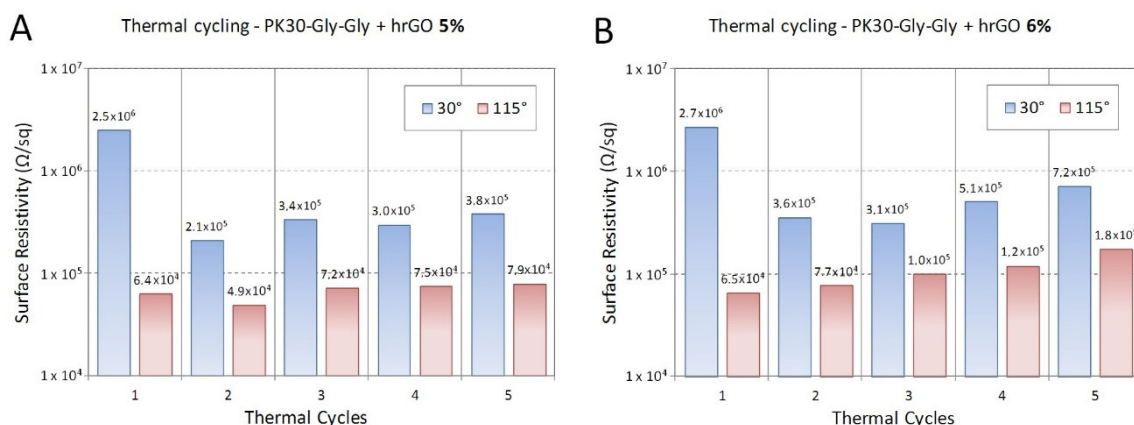 A
Thermal cycling - PK30-Gly-Gly + hrGO 5%
Surface Resistivity (Ω/sq)
1 x 10⁷
1 x 10⁶
1 x 10⁵
1 x 10⁴
30° 115°
2.5x10⁶
6.4x10⁴
2.1x10⁵
4.9x10⁴
3.4x10⁵
7.2x10⁴
3.0x10⁵
7.5x10⁴
3.8x10⁵
7.9x10⁴
1 2 3 4 5
Thermal Cycles
B
Thermal cycling - PK30-Gly-Gly + hrGO 6%
Surface Resistivity (Ω/sq)
1 x 10⁷
1 x 10⁶
1 x 10⁵
1 x 10⁴
30° 115°
2.7x10⁶
6.5x10⁴
3.6x10⁵
7.7x10⁴
3.1x10⁵
1.0x10⁵
5.1x10⁵
1.2x10⁵
7.2x10⁵
1.8x10
1 2 3 4 5
Thermal Cycles